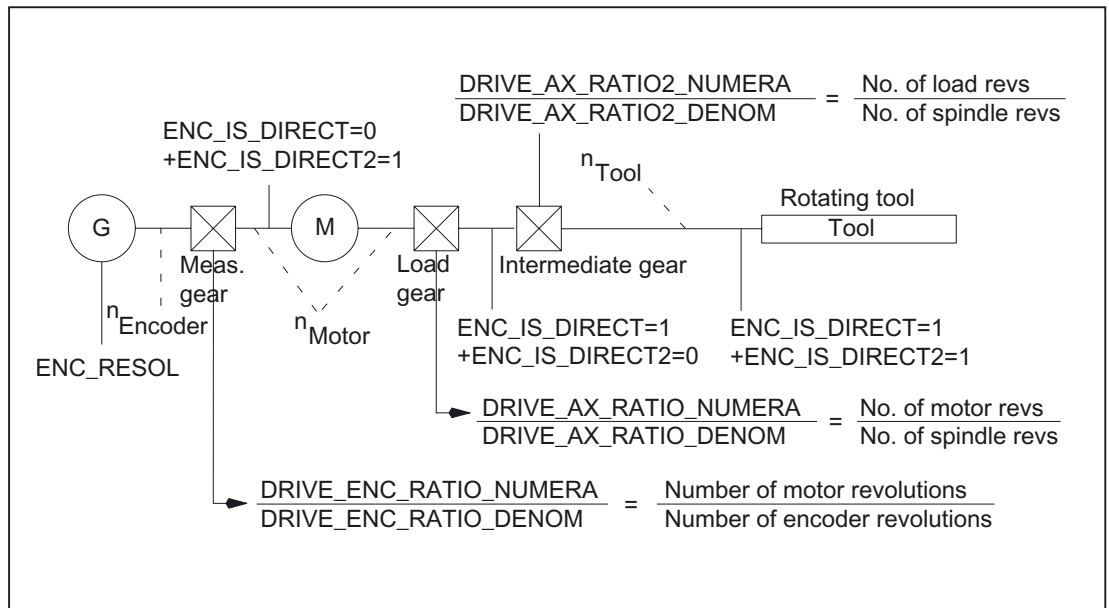 DRIVE_AX_RATIO2_NUMERA
DRIVE_AX_RATIO2_DENOM
=
No. of load revs
No. of spindle revs
ENC_IS_DIRECT=0
+ENC_IS_DIRECT2=1
nTool
Rotating tool
G
M
Tool
Meas.
gear
Load
gear
Intermediate gear
nEncoder
nMotor
ENC_RESOL
ENC_IS_DIRECT=1
+ENC_IS_DIRECT2=0
ENC_IS_DIRECT=1
+ENC_IS_DIRECT2=1
DRIVE_AX_RATIO_NUMERA
DRIVE_AX_RATIO_DENOM
=
No. of motor revs
No. of spindle revs
DRIVE_ENC_RATIO_NUMERA
DRIVE_ENC_RATIO_DENOM
=
Number of motor revolutions
Number of encoder revolutions